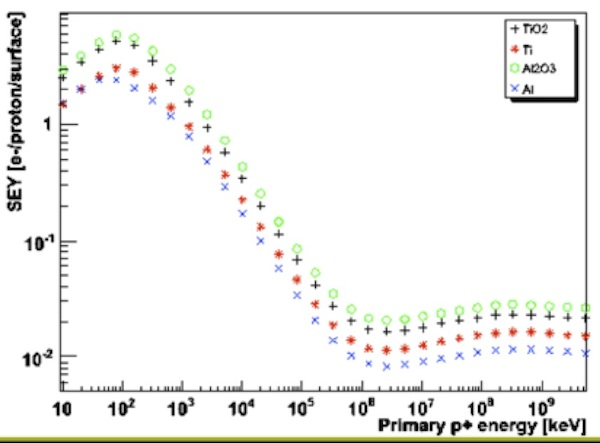 SEY [e-/proton/surface]
1
10-1
10-2
TiO2
Ti
Al2O3
Al
10 10² 10³ 10⁴ 10⁵ 10⁶ 10⁷ 10⁸ 10⁹
Primary p+ energy [keV]